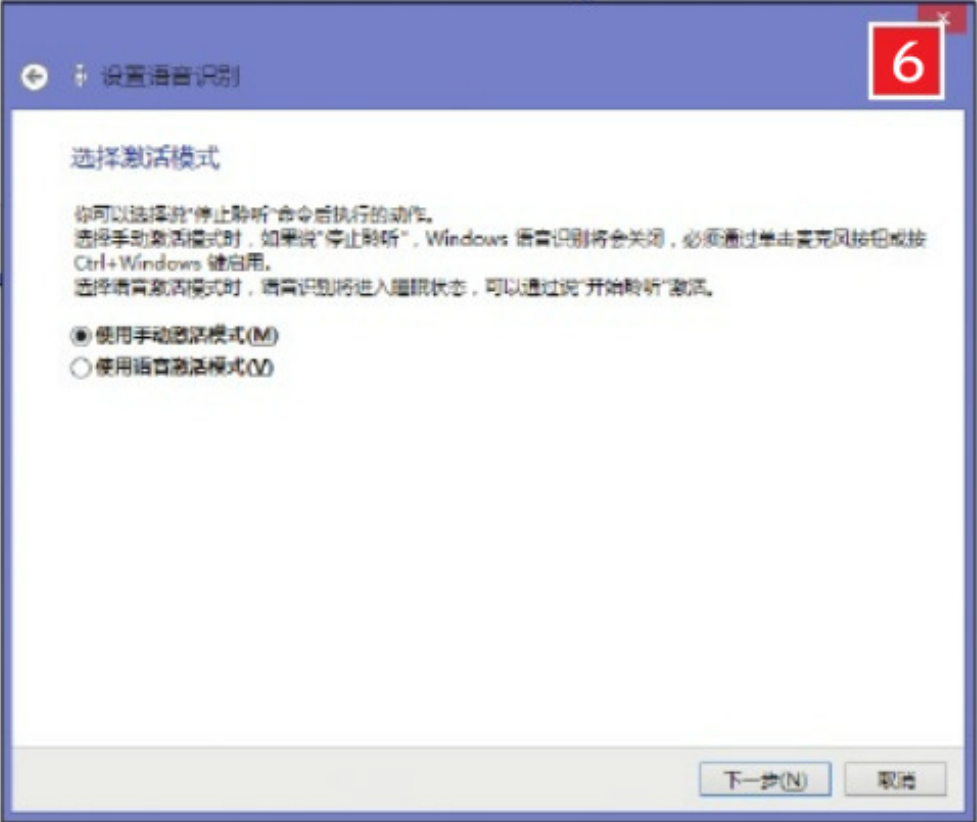 6
设置语音识别
选择激活模式
你可以选择说"停止聆听"命令后执行的动作。
选择手动激活模式时，如果说"停止聆听"，Windows 语音识别将会关闭，必须通过单击麦克风按钮或按
Ctrl+Windows 键启用。
选择语音激活模式时，语音识别将进入睡眠状态，可以通过说"开始聆听"激活。
使用手动激活模式(M)
使用语音激活模式(V)
下一步(N)
取消